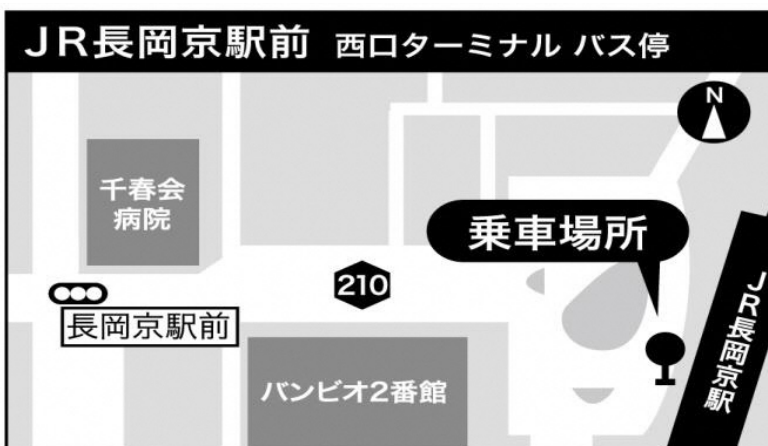 JR長岡京駅前 西口ターミナル バス停
N
千春会
病院
乗車場所
210
長岡京駅前
JR長岡京駅
バンビオ2番館